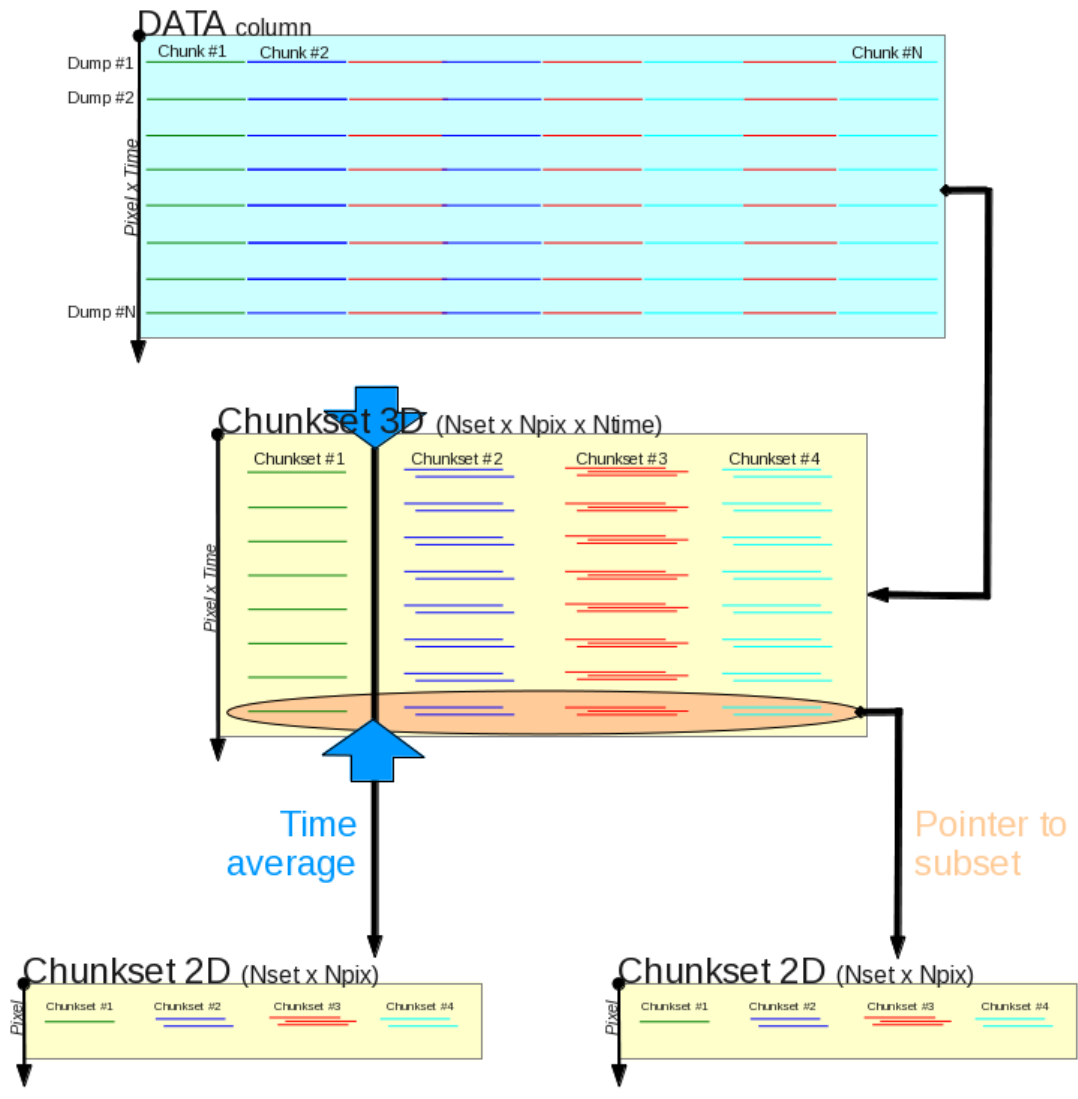 DATA column
Chunk #1 Chunk #2 Chunk #N
Dump #1
Dump #2
Pixel x Time
Dump #N
Chunkset 3D (Nset x Npix x Ntime)
Chunkset #1 Chunkset #2 Chunkset #3 Chunkset #4
Pixel x Time
Time
average
Pointer to
subset
Chunkset 2D (Nset x Npix)
Chunkset #1 Chunkset #2 Chunkset #3 Chunkset #4
Pixel
Chunkset 2D (Nset x Npix)
Chunkset #1 Chunkset #2 Chunkset #3 Chunkset #4
Pixel